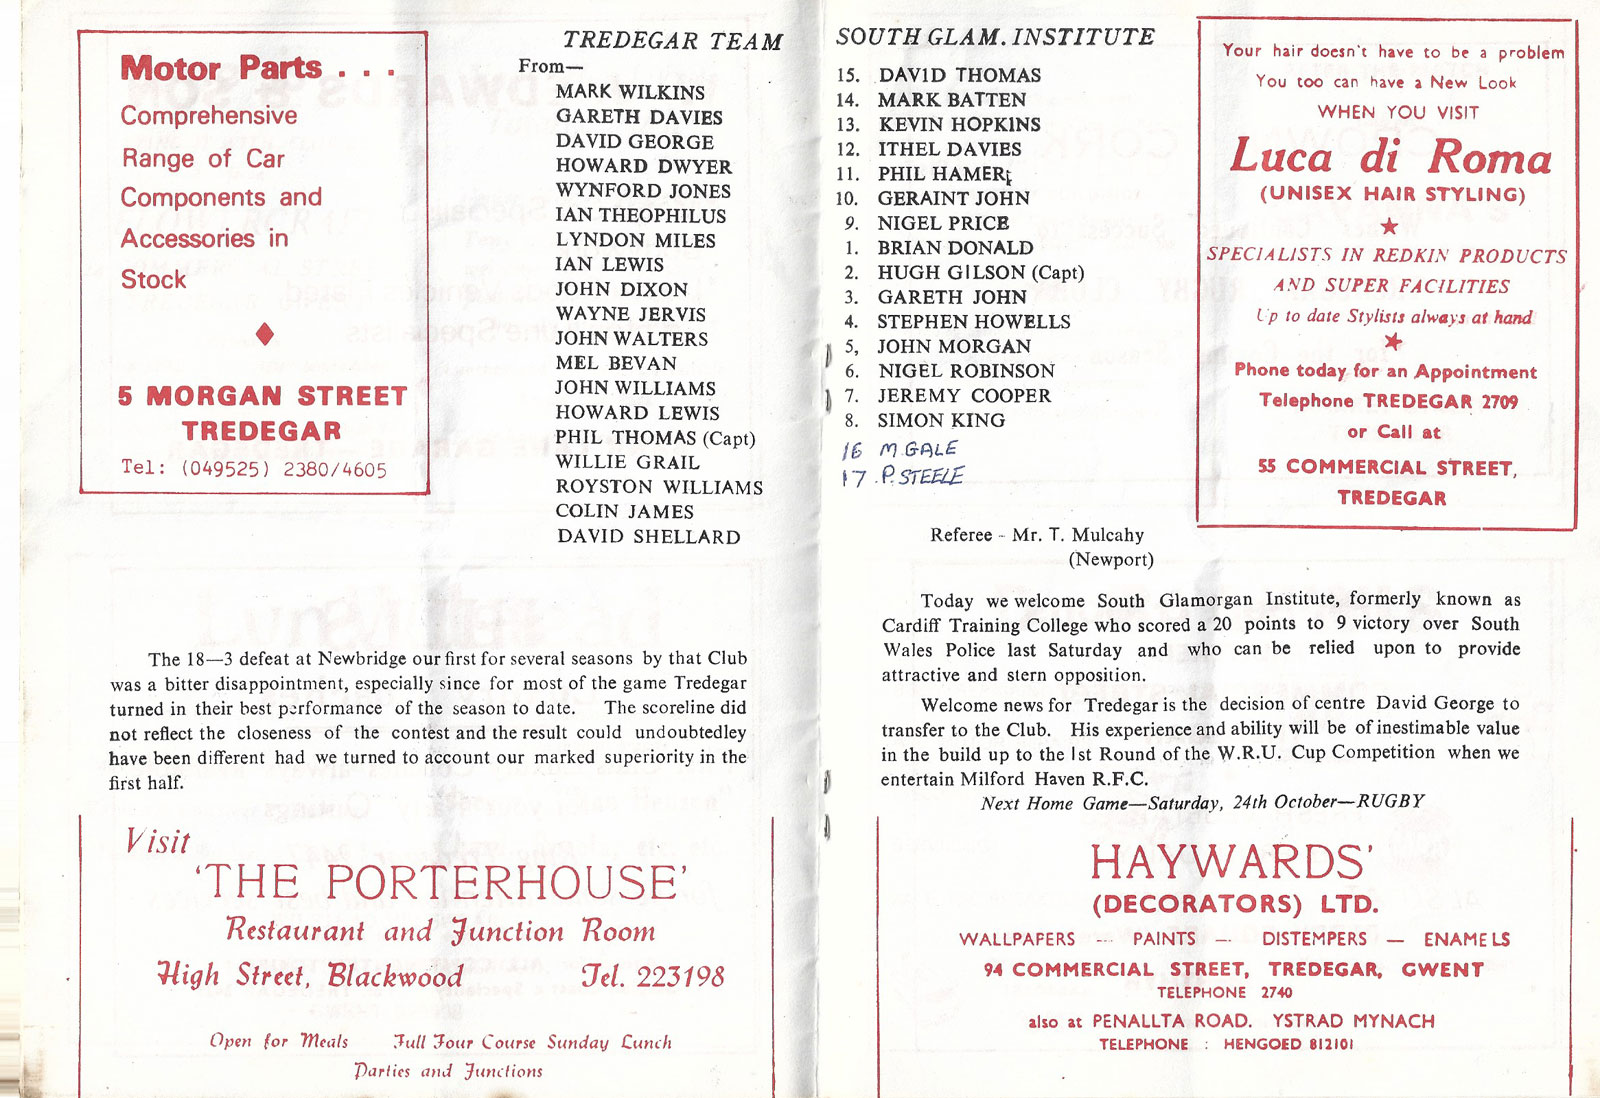 Motor Parts . . .
Comprehensive
Range of Car
Components and
Accessories in
Stock
5 MORGAN STREET
TREDEGAR
Tel: (049525) 2380/4605
TREDEGAR TEAM
From—
MARK WILKINS
GARETH DAVIES
DAVID GEORGE
HOWARD DWYER
WYNFORD JONES
IAN THEOPHILUS
LYNDON MILES
IAN LEWIS
JOHN DIXON
WAYNE JERVIS
JOHN WALTERS
MEL BEVAN
JOHN WILLIAMS
HOWARD LEWIS
PHIL THOMAS (Capt)
WILLIE GRAIL
ROYSTON WILLIAMS
COLIN JAMES
DAVID SHELLARD
The 18—3 defeat at Newbridge our first for several seasons by that Club
was a bitter disappointment, especially since for most of the game Tredegar
turned in their best performance of the season to date. The scoreline did
not reflect the closeness of the contest and the result could undoubtedley
have been different had we turned to account our marked superiority in the
first half.
Visit
'THE PORTERHOUSE'
Restaurant and Function Room
High Street, Blackwood Tel. 223198
Open for Meals Full Four Course Sunday Lunch
Parties and Functions
SOUTH GLAM. INSTITUTE
15. DAVID THOMAS
14. MARK BATTEN
13. KEVIN HOPKINS
12. ITHEL DAVIES
11. PHIL HAMER
10. GERAINT JOHN
9. NIGEL PRICE
1. BRIAN DONALD
2. HUGH GILSON (Capt)
3. GARETH JOHN
4. STEPHEN HOWELLS
5, JOHN MORGAN
6. NIGEL ROBINSON
7. JEREMY COOPER
8. SIMON KING
16 M. GALE
17. P. STEELE
Referee - Mr. T. Mulcahy
(Newport)
Today we welcome South Glamorgan Institute, formerly known as
Cardiff Training College who scored a 20 points to 9 victory over South
Wales Police last Saturday and who can be relied upon to provide
attractive and stern opposition.
Welcome news for Tredegar is the decision of centre David George to
transfer to the Club. His experience and ability will be of inestimable value
in the build up to the 1st Round of the W.R.U. Cup Competition when we
entertain Milford Haven R.F.C.
Next Home Game—Saturday, 24th October—RUGBY
Your hair doesn't have to be a problem
You too can have a New Look
WHEN YOU VISIT
Luca di Roma
(UNISEX HAIR STYLING)
SPECIALISTS IN REDKIN PRODUCTS
AND SUPER FACILITIES
Up to date Stylists always at hand
Phone today for an Appointment
Telephone TREDEGAR 2709
or Call at
55 COMMERCIAL STREET,
TREDEGAR
HAYWARDS'
(DECORATORS) LTD.
WALLPAPERS — PAINTS — DISTEMPERS — ENAMELS
94 COMMERCIAL STREET, TREDEGAR, GWENT
TELEPHONE 2740
also at PENALLTA ROAD. YSTRAD MYNACH
TELEPHONE : HENGOED 812101